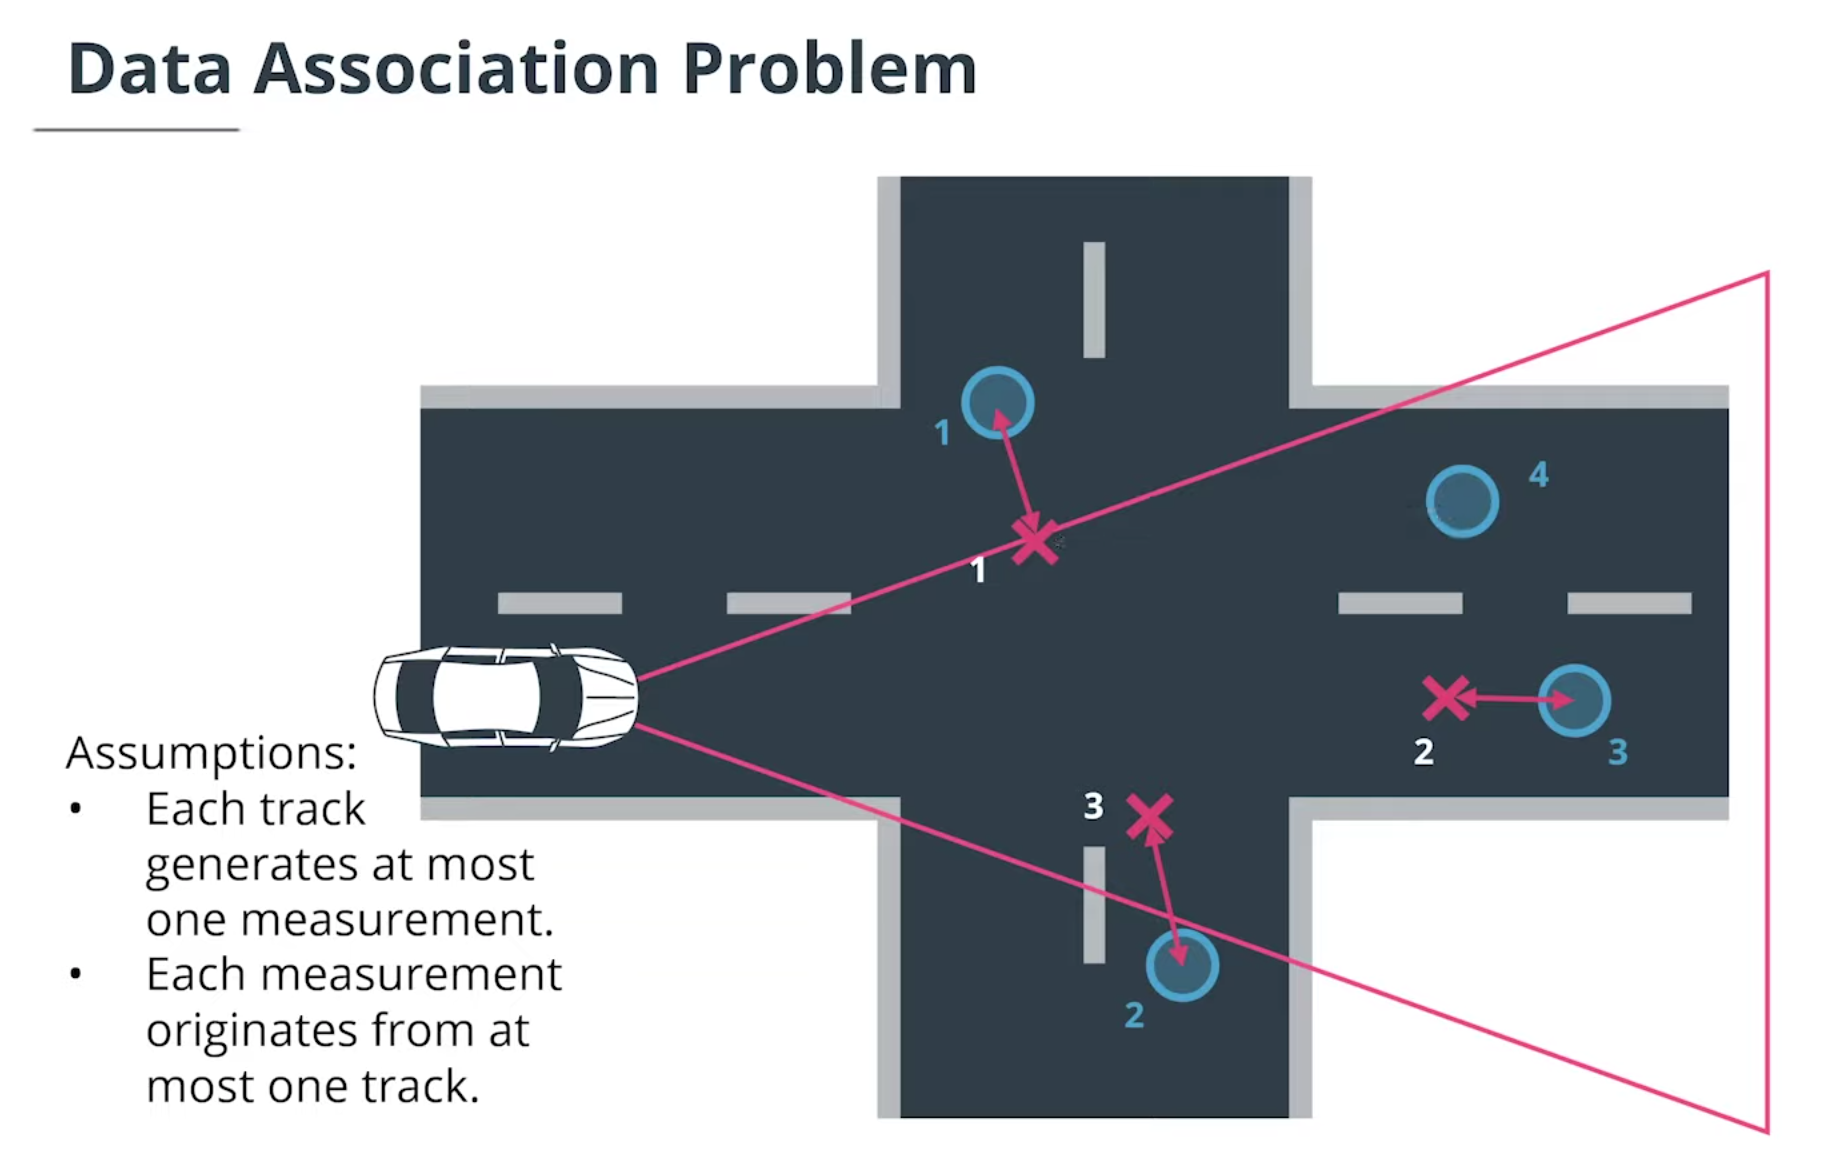 Data Association Problem
1
4
1
2
3
3
2
Assumptions:
• Each track
generates at most
one measurement.
• Each measurement
originates from at
most one track.